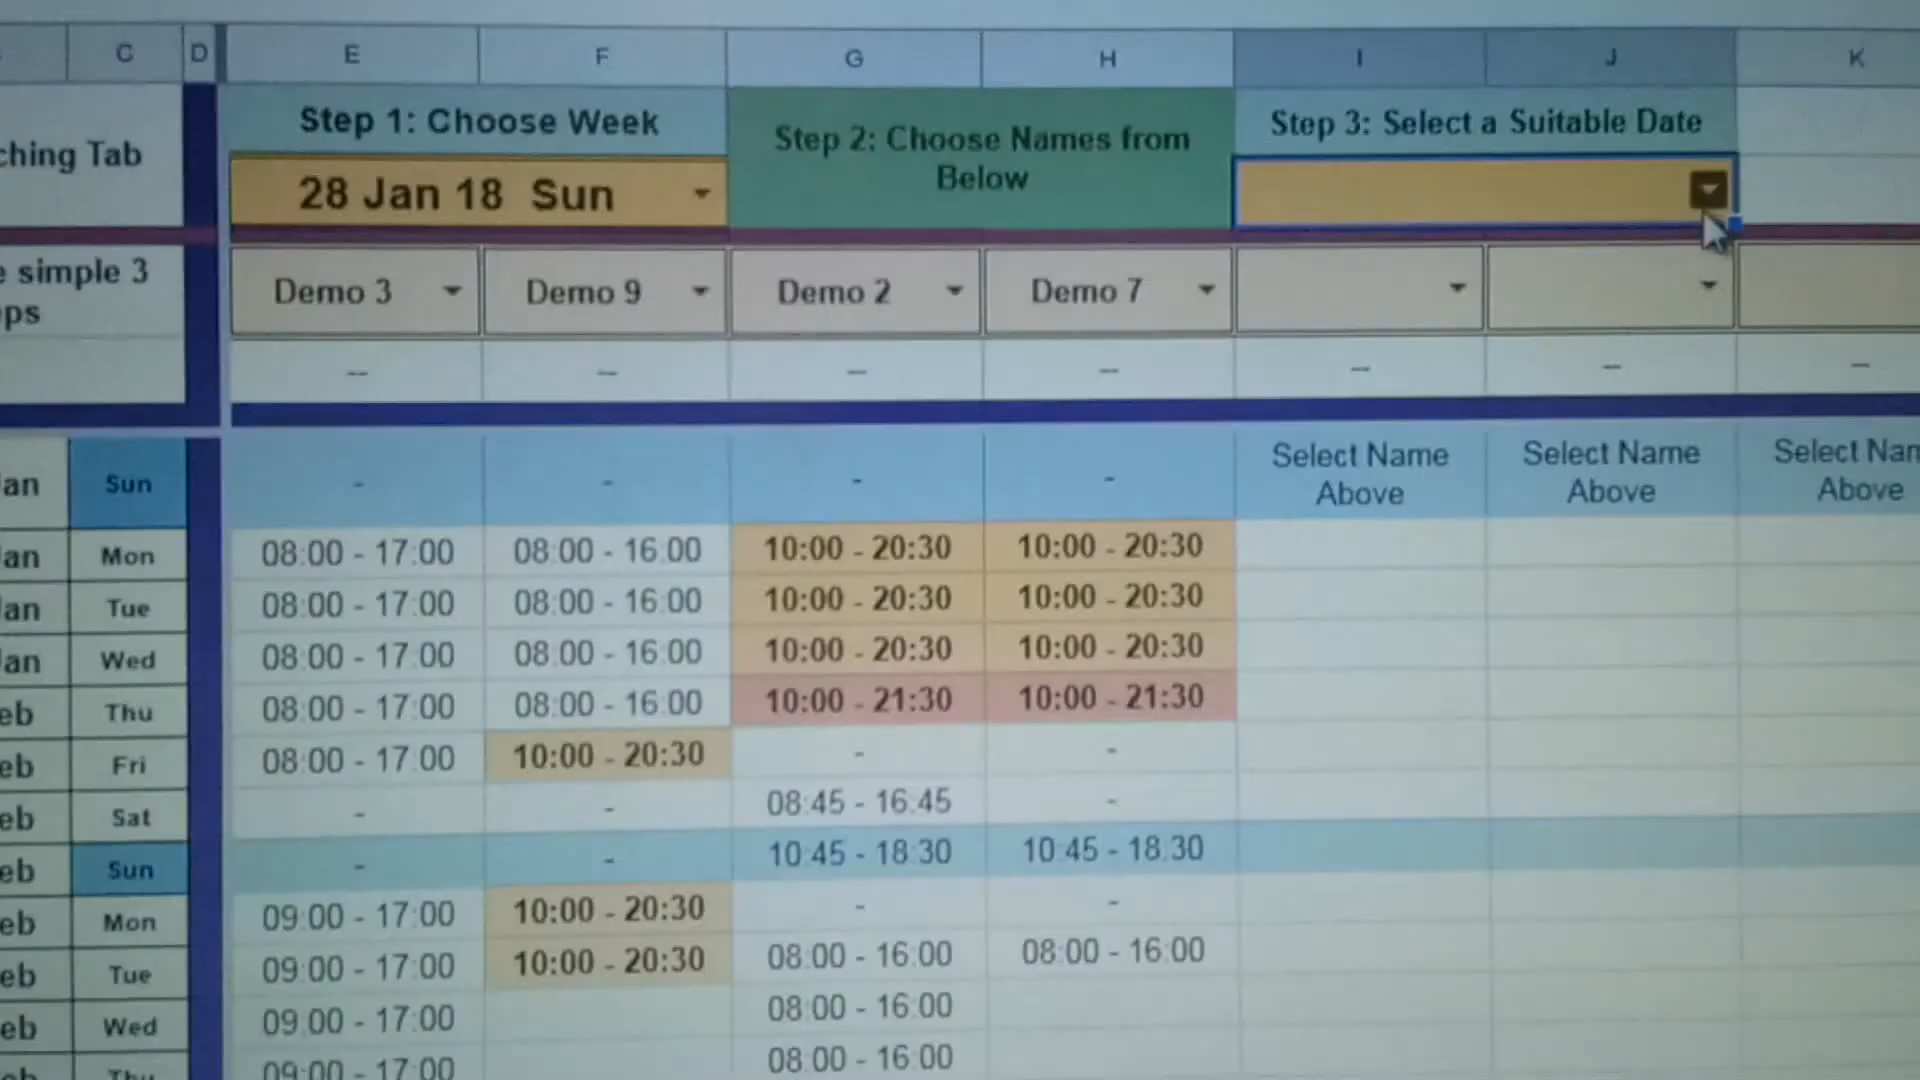 C D E F G H I J K
Step 1: Choose Week
Step 2: Choose Names from
Below
Step 3: Select a Suitable Date
ching Tab
28 Jan 18 Sun
simple 3
ps
Demo 3 Demo 9 Demo 2 Demo 7
-- -- -- -- -- -- --
an Sun - - - - Select Name Above Select Name Above Select Nam Above
an Mon 08:00 - 17:00 08:00 - 16:00 10:00 - 20:30 10:00 - 20:30
an Tue 08:00 - 17:00 08:00 - 16:00 10:00 - 20:30 10:00 - 20:30
an Wed 08:00 - 17:00 08:00 - 16:00 10:00 - 20:30 10:00 - 20:30
eb Thu 08:00 - 17:00 08:00 - 16:00 10:00 - 21:30 10:00 - 21:30
eb Fri 08:00 - 17:00 10:00 - 20:30 - -
eb Sat - - 08:45 - 16:45 -
eb Sun - - 10:45 - 18:30 10:45 - 18:30
eb Mon 09:00 - 17:00 10:00 - 20:30 - -
eb Tue 09:00 - 17:00 10:00 - 20:30 08:00 - 16:00 08:00 - 16:00
eb Wed 09:00 - 17:00 08:00 - 16:00
eb Thu 09:00 - 17:00 08:00 - 16:00